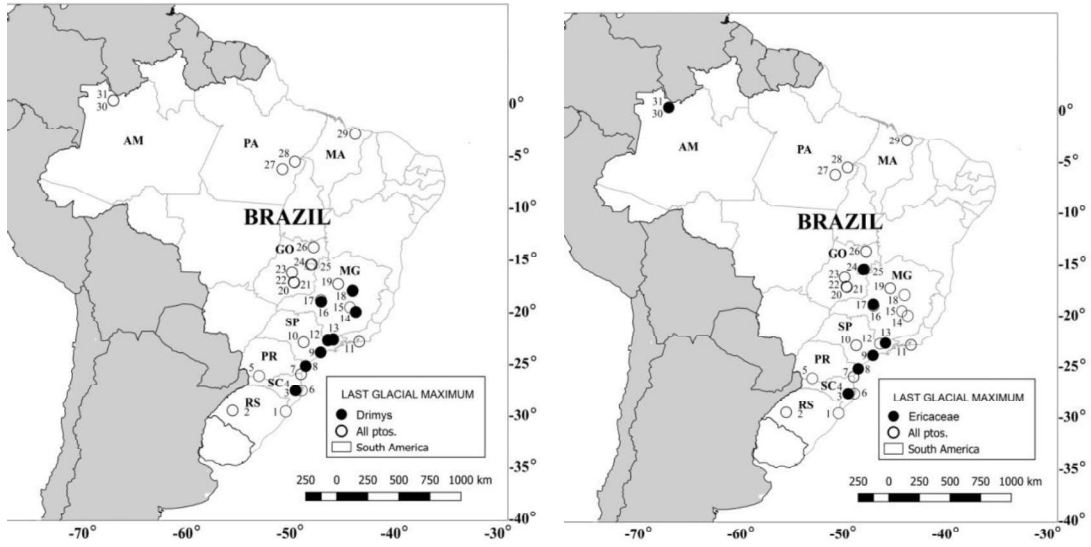 31
30
0°
AM
PA
29
MA
28
27
-5°
BRAZIL
-10°
GO
26
23
24
25
MG
-15°
22
21
19
20
18
17
15
16
14
-20°
SP
12
13
10
9
11
PR
-25°
5
7
8
SC
4
6
3
RS
2
1
-30°
LAST GLACIAL MAXIMUM
Drimys
All ptos.
South America
-35°
250 0 250 500 750 1000 km
-40°
-70° -60° -50° -40° -30°
31
30
0°
AM
PA
29
MA
28
27
-5°
BRAZIL
-10°
GO
26
23
24
25
MG
-15°
22
21
19
20
18
17
15
16
14
-20°
SP
12
13
10
9
11
PR
-25°
5
7
8
SC
4
6
3
RS
2
1
-30°
LAST GLACIAL MAXIMUM
Ericaceae
All ptos.
South America
-35°
250 0 250 500 750 1000 km
-40°
-70° -60° -50° -40° -30°